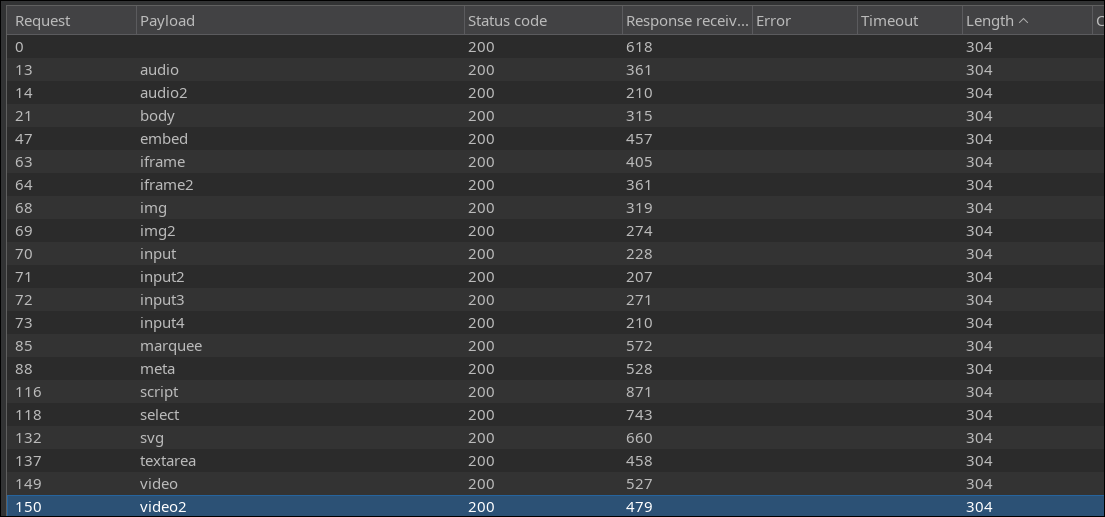 Request Payload Status code Response receiv... Error Timeout Length C
0 200 618 304
13 audio 200 361 304
14 audio2 200 210 304
21 body 200 315 304
47 embed 200 457 304
63 iframe 200 405 304
64 iframe2 200 361 304
68 img 200 319 304
69 img2 200 274 304
70 input 200 228 304
71 input2 200 207 304
72 input3 200 271 304
73 input4 200 210 304
85 marquee 200 572 304
88 meta 200 528 304
116 script 200 871 304
118 select 200 743 304
132 svg 200 660 304
137 textarea 200 458 304
149 video 200 527 304
150 video2 200 479 304